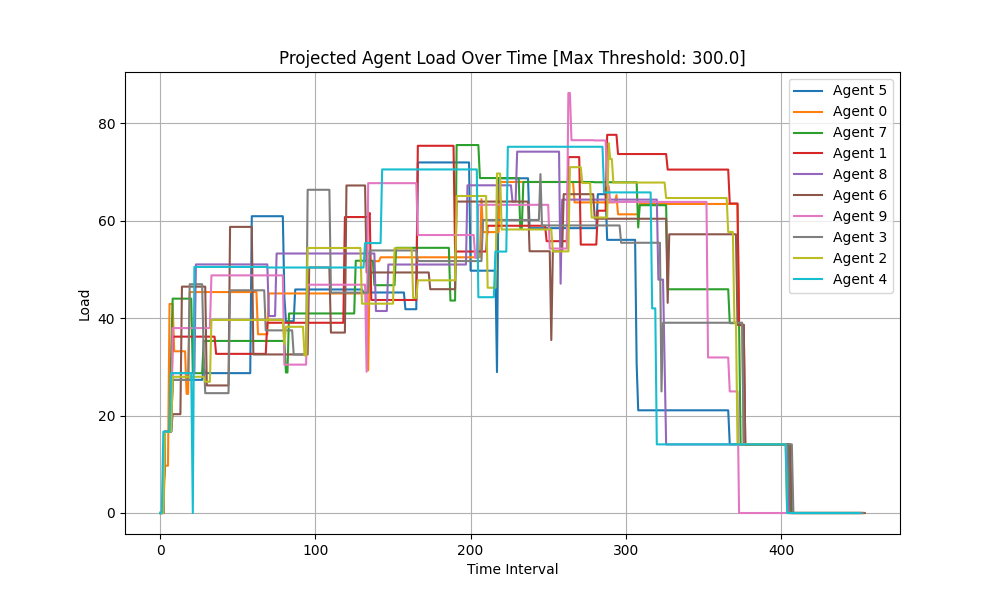 Projected Agent Load Over Time [Max Threshold: 300.0]
Load
80
60
40
20
0
0 100 200 300 400
Time Interval
Agent 5
Agent 0
Agent 7
Agent 1
Agent 8
Agent 6
Agent 9
Agent 3
Agent 2
Agent 4